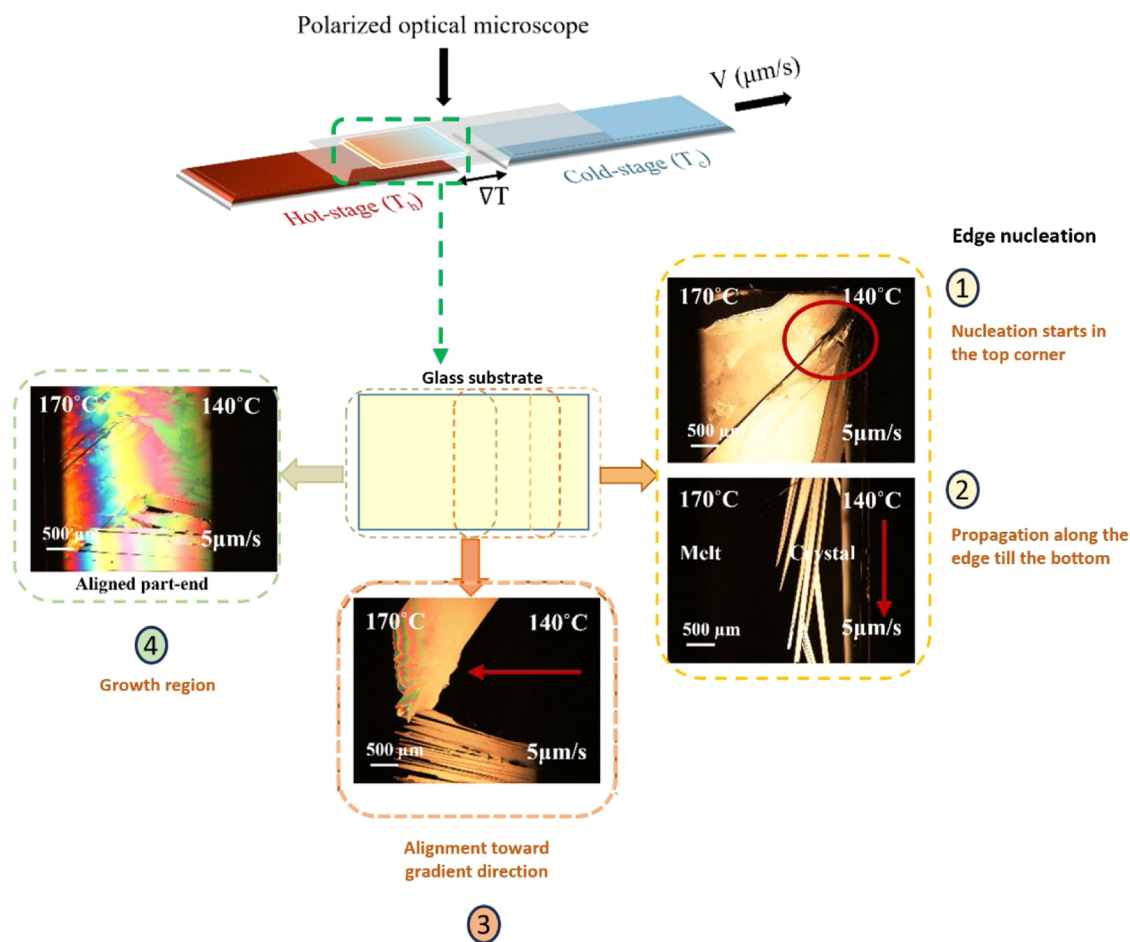 Polarized optical microscope
V (μm/s)
Cold-stage (Tc)
∇T
Hot-stage (Th)
Edge nucleation
1
170˚C 140˚C
500 μm
5μm/s
Nucleation starts in
the top corner
Glass substrate
2
170˚C 140˚C
Melt Crystal
500 μm
5μm/s
Propagation along the
edge till the bottom
170˚C 140˚C
500 μm
5μm/s
Aligned part-end
4
Growth region
170˚C 140˚C
500 μm
5μm/s
Alignment toward
gradient direction
3